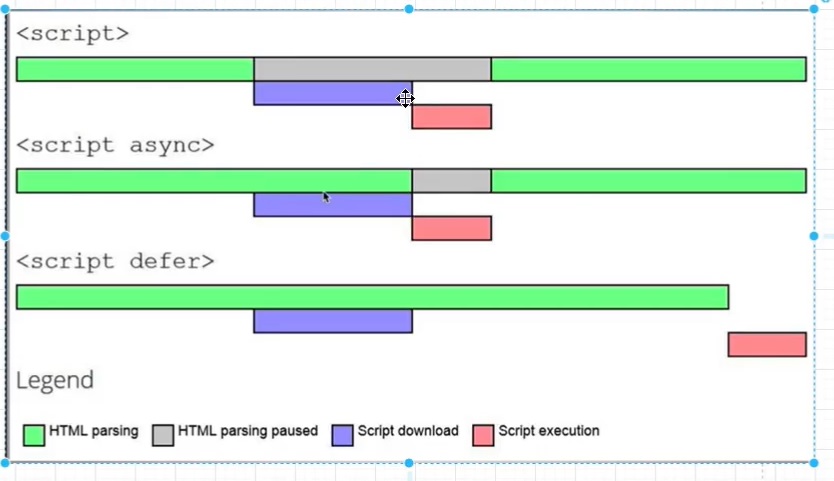 <script>
<script async>
<script defer>
Legend
HTML parsing HTML parsing paused Script download Script execution